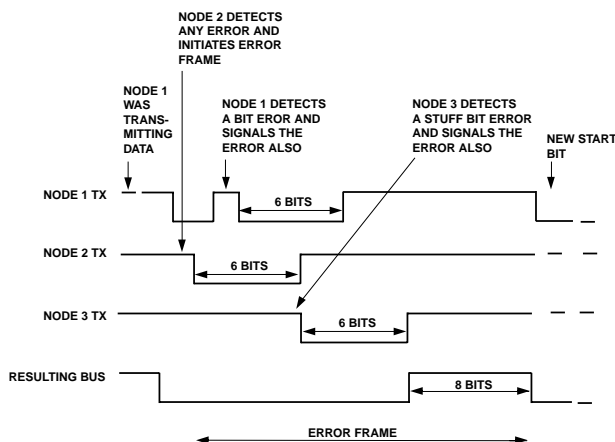 NODE 2 DETECTS
ANY ERROR AND
INITIATES ERROR
FRAME
NODE 1
WAS
TRANS-
MITTING
DATA
NODE 1 DETECTS
A BIT EROR AND
SIGNALS THE
ERROR ALSO
NODE 3 DETECTS
A STUFF BIT ERROR
AND SIGNALS THE
ERROR ALSO
NEW START
BIT
NODE 1 TX
6 BITS
NODE 2 TX
6 BITS
NODE 3 TX
6 BITS
RESULTING BUS
8 BITS
ERROR FRAME